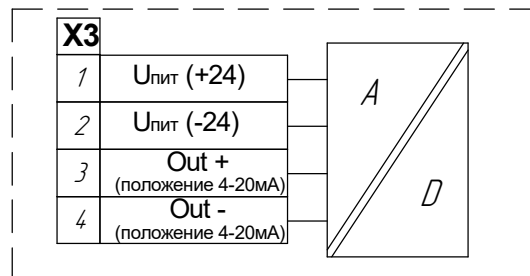 X3
1 Uпит (+24)
2 Uпит (-24)
3 Out +
(положение 4-20мА)
4 Out -
(положение 4-20мА)
A
D